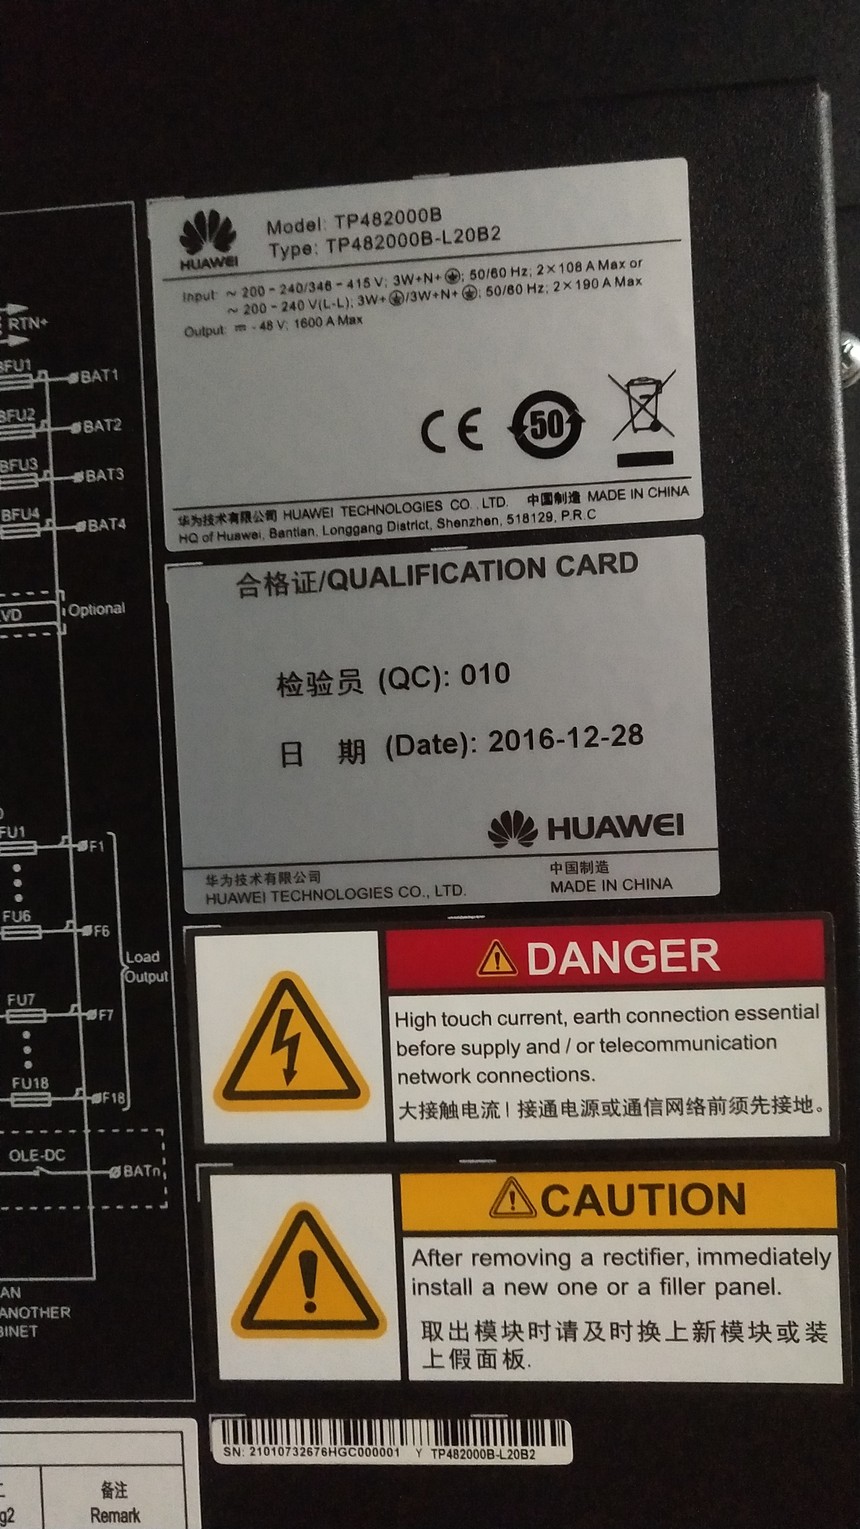 HUAWEI
Model: TP482000B
Type: TP482000B-L20B2
Input: ~ 200 - 240/346 - 415 V; 3W+N+ ; 50/60 Hz; 2×108 A Max or
~ 200 - 240 V(L-L); 3W+ /3W+N+ ; 50/60 Hz; 2×190 A Max
Output: - 48 V; 1600 A Max
CE
50
华为技术有限公司 HUAWEI TECHNOLOGIES CO., LTD. 中国制造 MADE IN CHINA
HQ of Huawei, Bantian, Longgang District, Shenzhen, 518129, P.R.C
合格证/QUALIFICATION CARD
检验员 (QC): 010
日 期 (Date): 2016-12-28
HUAWEI
华为技术有限公司
HUAWEI TECHNOLOGIES CO., LTD.
中国制造
MADE IN CHINA
DANGER
High touch current, earth connection essential
before supply and / or telecommunication
network connections.
大接触电流!接通电源或通信网络前须先接地。
CAUTION
After removing a rectifier, immediately
install a new one or a filler panel.
取出模块时请及时换上新模块或装
上假面板.
SN: 21010732676HGC000001 Y TP482000B-L20B2
RTN+
BFU1
BAT1
BFU2
BAT2
BFU3
BAT3
BFU4
BAT4
Optional
FU1
F1
FU6
F6
Load
Output
FU7
F7
FU18
F18
OLE-DC
BATn
ANOTHER
备注
Remark